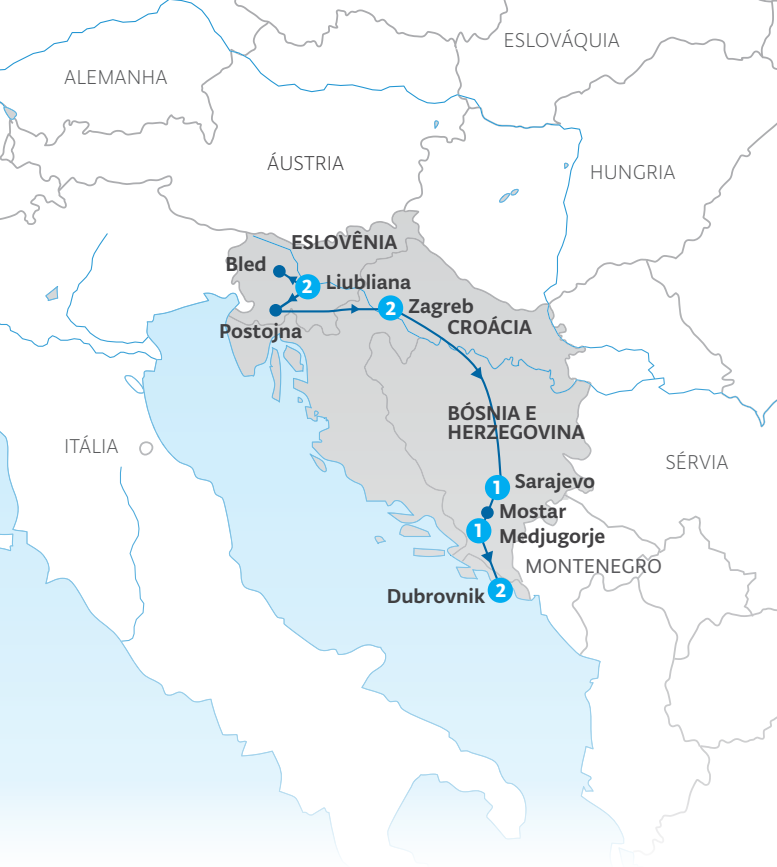 ESLOVÁQUIA
ALEMANHA
ÁUSTRIA
HUNGRIA
ESLOVÊNIA
Bled
2
Liubliana
2
Zagreb
Postojna
CROÁCIA
BÓSNIA E
HERZEGOVINA
ITÁLIA
SÉRVIA
1
Sarajevo
Mostar
1
Medjugorje
MONTENEGRO
Dubrovnik
2